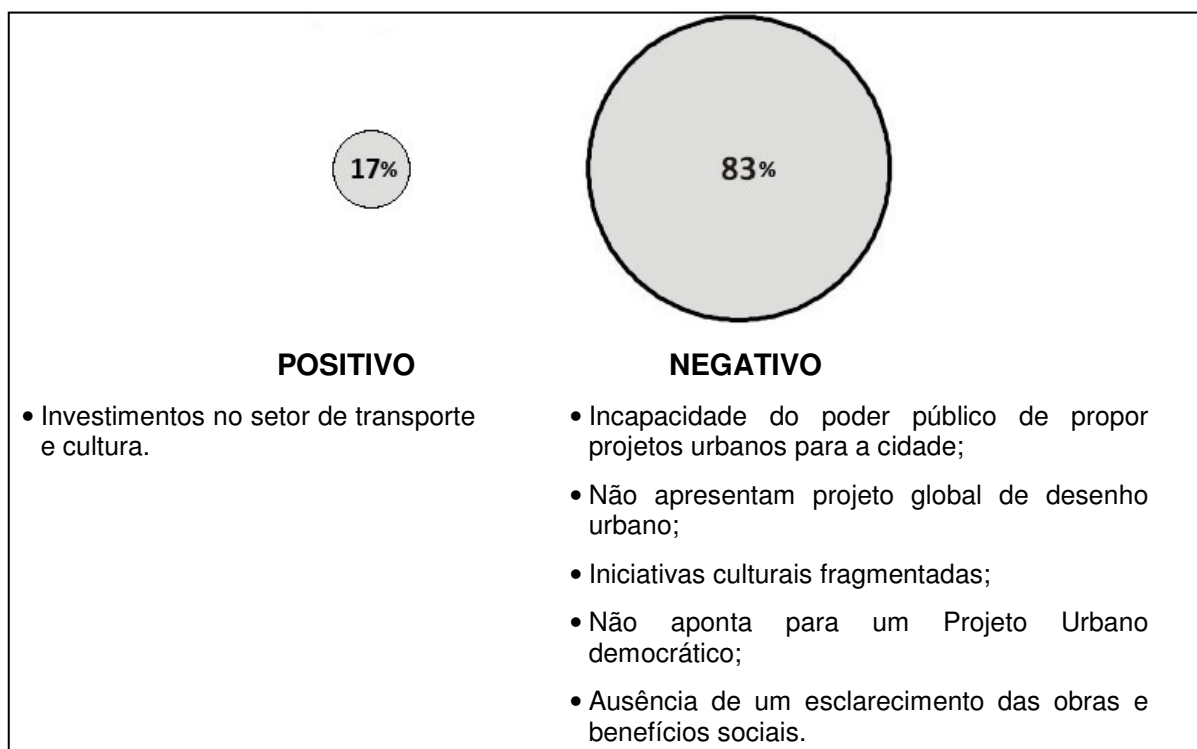 17%
83%
POSITIVO
NEGATIVO
• Investimentos no setor de transporte
e cultura.
• Incapacidade do poder público de propor
projetos urbanos para a cidade;
• Não apresentam projeto global de desenho
urbano;
• Iniciativas culturais fragmentadas;
• Não aponta para um Projeto Urbano
democrático;
• Ausência de um esclarecimento das obras e
benefícios sociais.